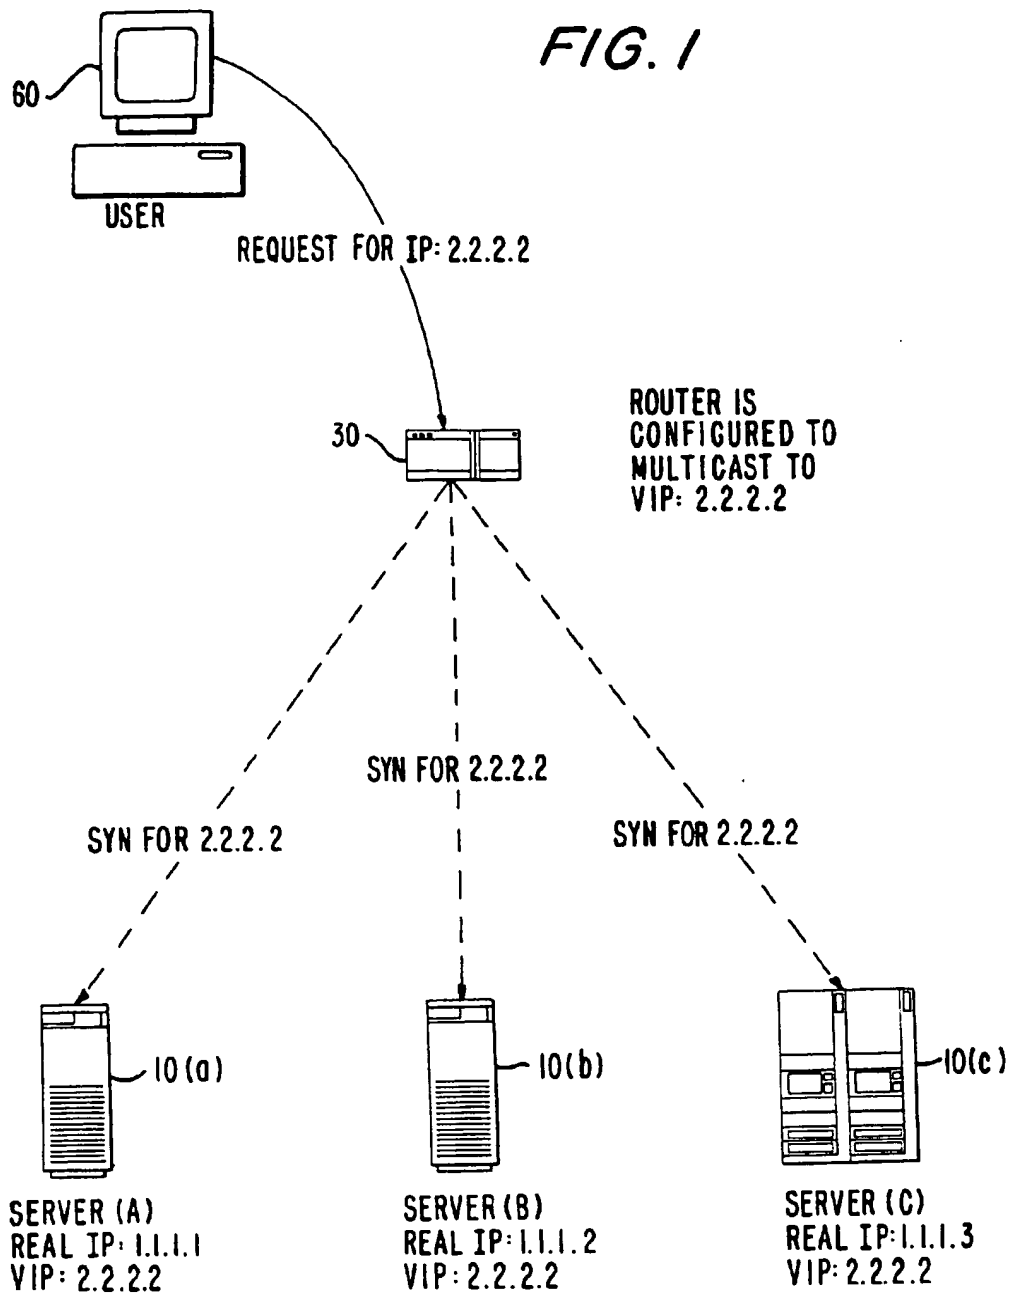 FIG. 1
60
USER
REQUEST FOR IP: 2.2.2.2
30
ROUTER IS
CONFIGURED TO
MULTICAST TO
VIP: 2.2.2.2
SYN FOR 2.2.2.2
SYN FOR 2.2.2.2
SYN FOR 2.2.2.2
10(a)
10(b)
10(c)
SERVER (A)
REAL IP: 1.1.1.1
VIP: 2.2.2.2
SERVER (B)
REAL IP: 1.1.1.2
VIP: 2.2.2.2
SERVER (C)
REAL IP: 1.1.1.3
VIP: 2.2.2.2